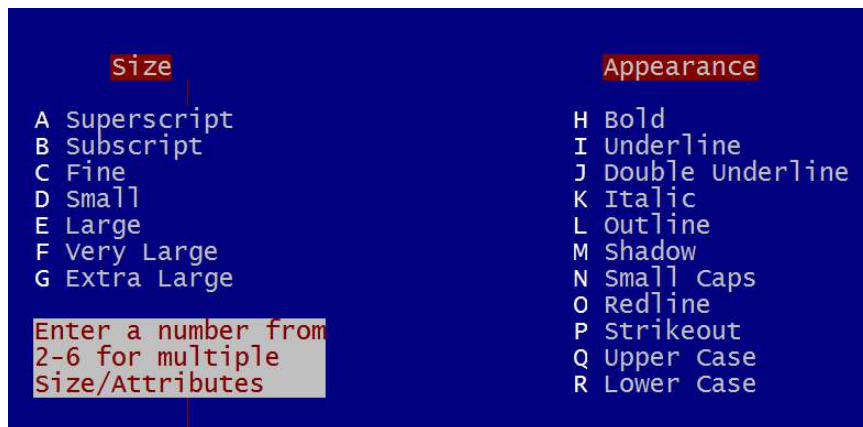 Size
A Superscript
B Subscript
C Fine
D Small
E Large
F Very Large
G Extra Large
Enter a number from
2-6 for multiple
Size/Attributes
Appearance
H Bold
I Underline
J Double Underline
K Italic
L Outline
M Shadow
N Small Caps
O Redline
P Strikeout
Q Upper Case
R Lower Case